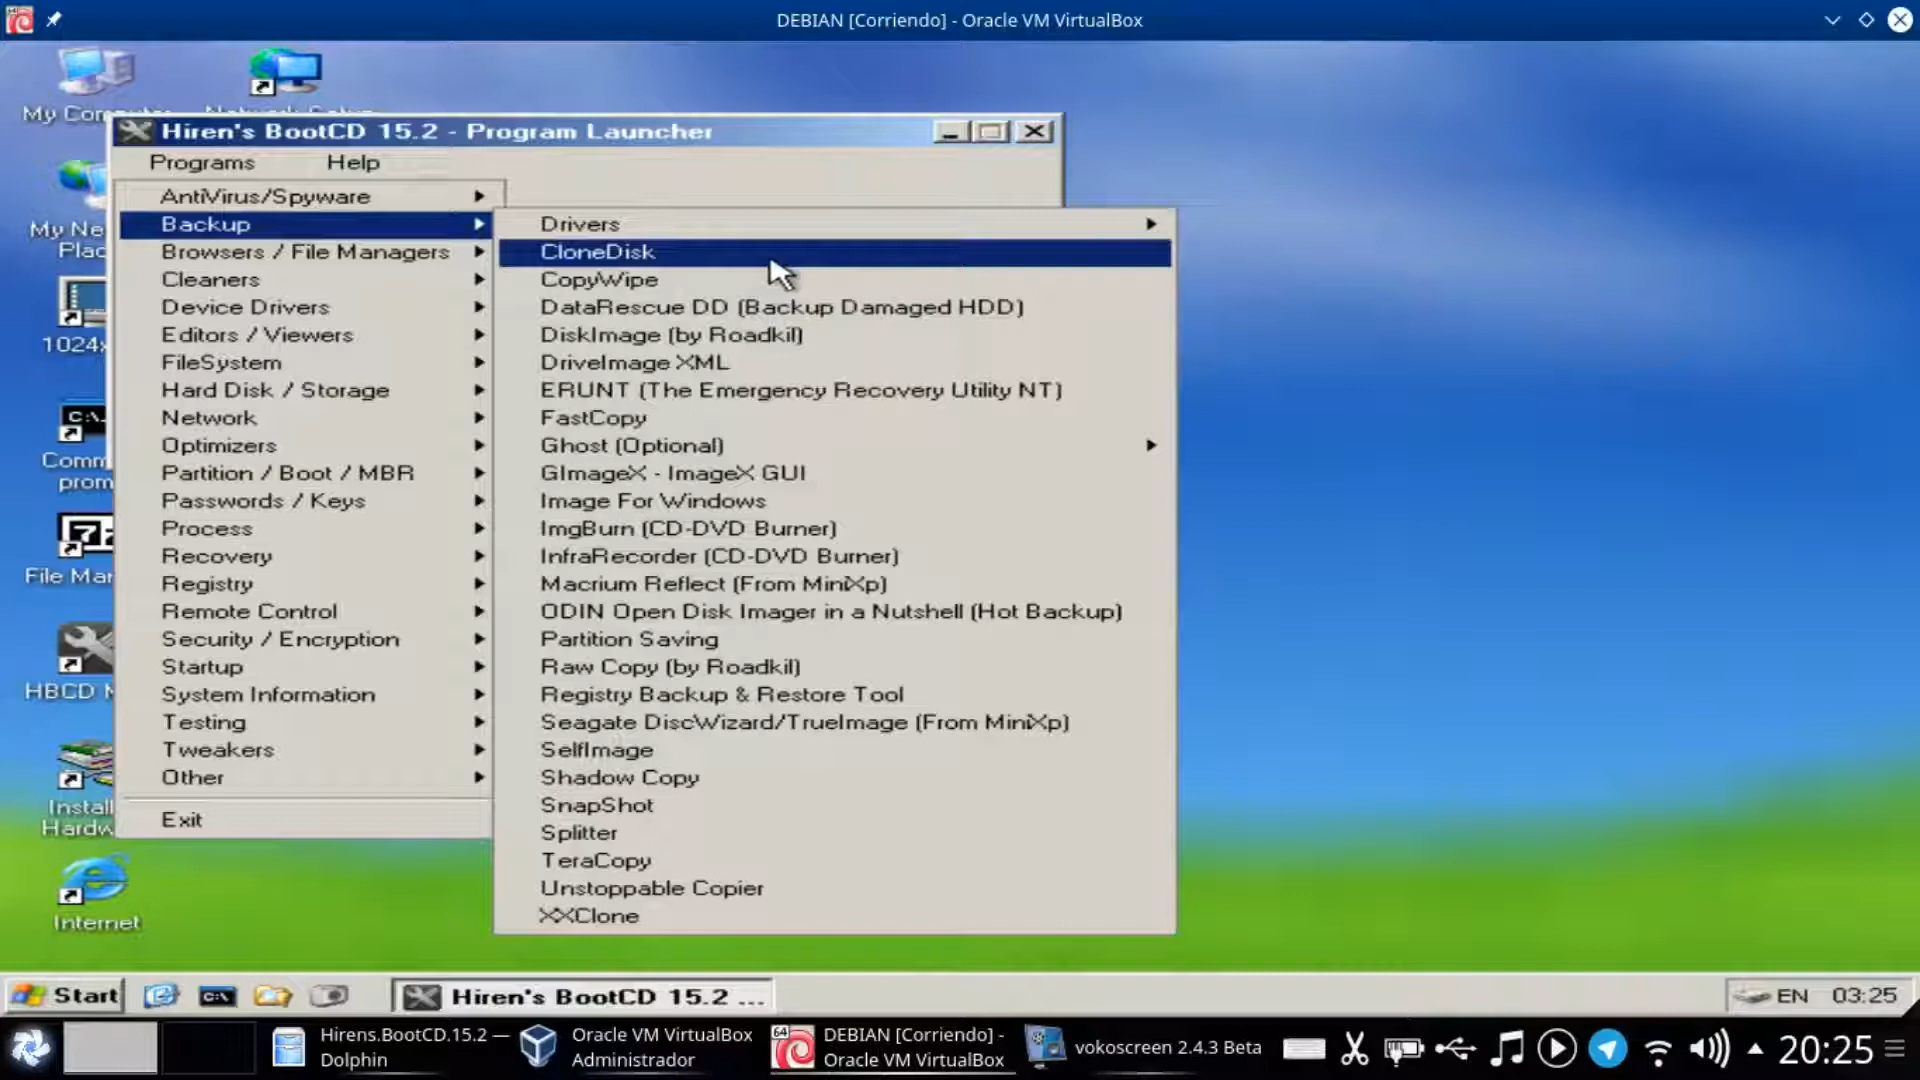 DEBIAN [Corriendo] - Oracle VM VirtualBox
My Computer
Network Setup
Hiren's BootCD 15.2 - Program Launcher
Programs
Help
AntiVirus/Spyware
Backup
Browsers / File Managers
Cleaners
Device Drivers
Editors / Viewers
FileSystem
Hard Disk / Storage
Network
Optimizers
Partition / Boot / MBR
Passwords / Keys
Process
Recovery
Registry
Remote Control
Security / Encryption
Startup
System Information
Testing
Tweakers
Other
Exit
Drivers
CloneDisk
CopyWipe
DataRescue DD (Backup Damaged HDD)
DiskImage (by Roadkil)
DriveImage XML
ERUNT (The Emergency Recovery Utility NT)
FastCopy
Ghost (Optional)
GImageX - ImageX GUI
Image For Windows
ImgBurn (CD-DVD Burner)
InfraRecorder (CD-DVD Burner)
Macrium Reflect (From MiniXp)
ODIN Open Disk Imager in a Nutshell (Hot Backup)
Partition Saving
Raw Copy (by Roadkil)
Registry Backup & Restore Tool
Seagate DiscWizard/TrueImage (From MiniXp)
SelfImage
Shadow Copy
SnapShot
Splitter
TeraCopy
Unstoppable Copier
XXClone
My Ne
Plac
1024x
C:\.
Comm
prom
7z
File Man
HBCD M
Install
Hardw
Internet
Start
C:\
Hiren's BootCD 15.2 ...
EN
03:25
Hirens.BootCD.15.2 —
Dolphin
Oracle VM VirtualBox
Administrador
64
DEBIAN [Corriendo] -
Oracle VM VirtualBox
vokoscreen 2.4.3 Beta
20:25